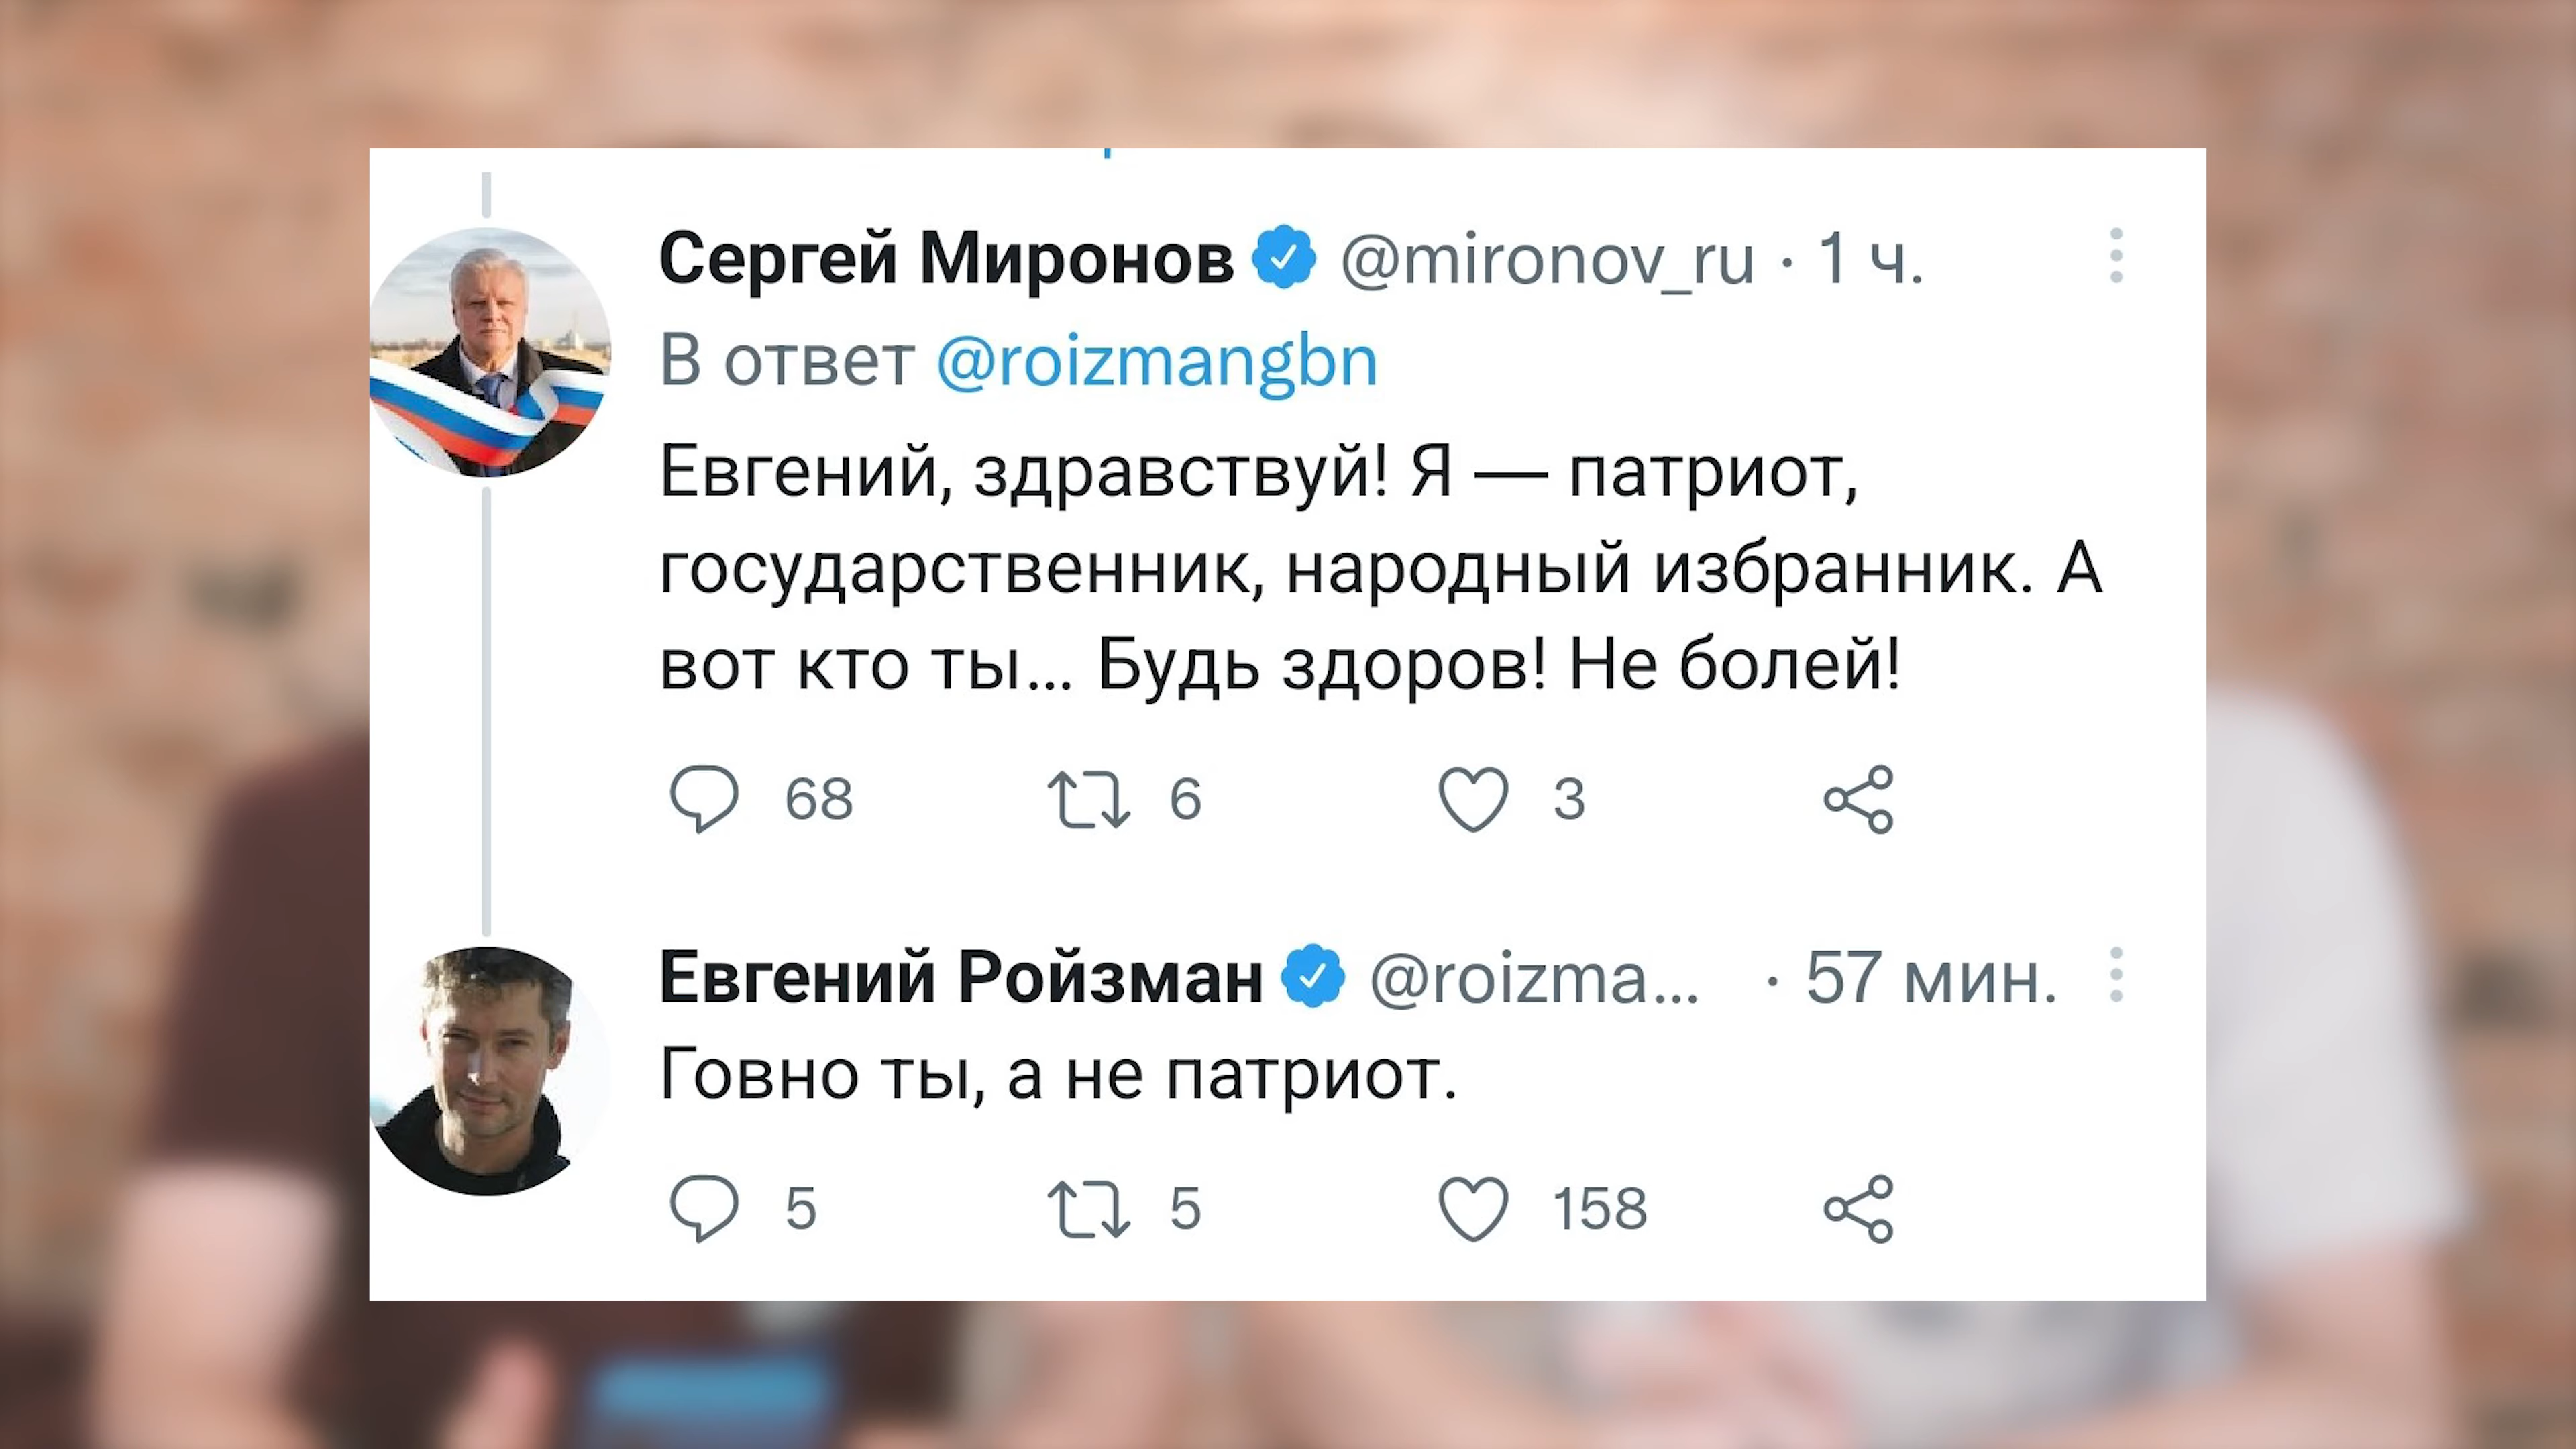 Сергей Миронов @mironov_ru · 1 ч.
В ответ @roizmangbn
Евгений, здравствуй! Я — патриот,
государственник, народный избранник. А
вот кто ты... Будь здоров! Не болей!
68 6 3
Евгений Ройзман @roizma... · 57 мин.
Говно ты, а не патриот.
5 5 158